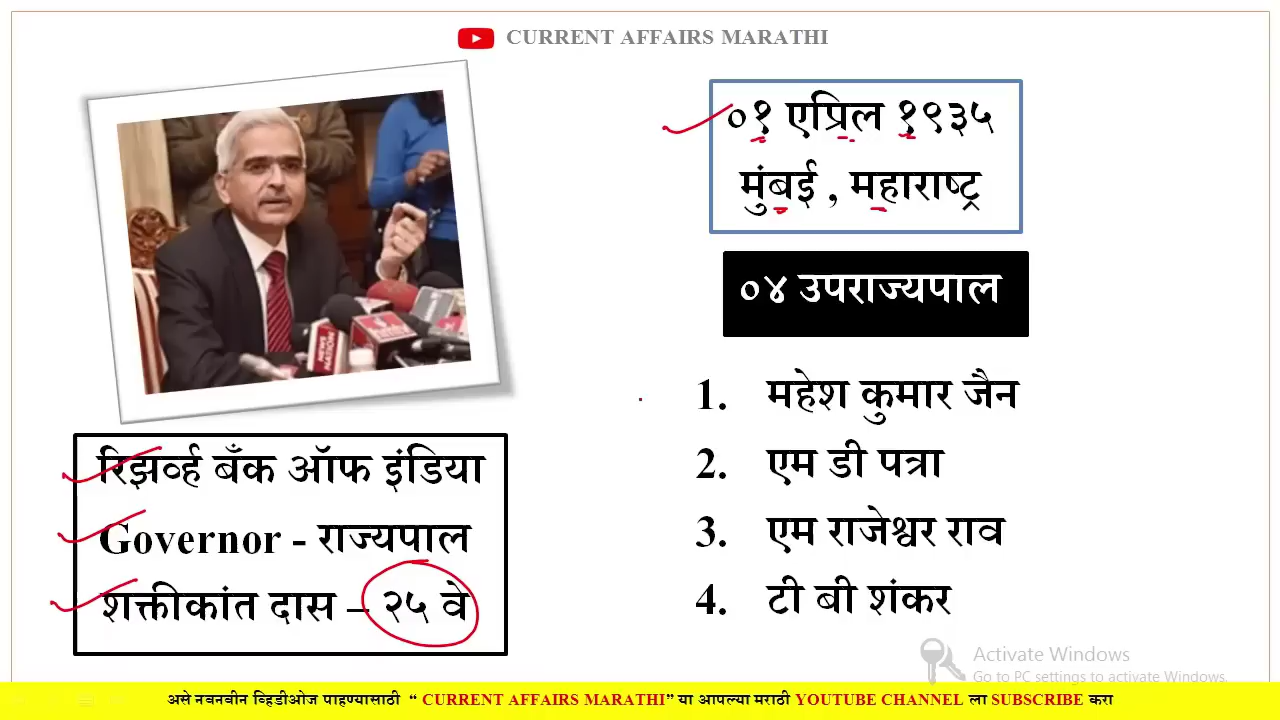 CURRENT AFFAIRS MARATHI
०१ एप्रिल १९३५
मुंबई , महाराष्ट्र
०४ उपराज्यपाल
1. महेश कुमार जैन
2. एम डी पत्रा
3. एम राजेश्वर राव
4. टी बी शंकर
NEWS NATION
रिझर्व्ह बँक ऑफ इंडिया
Governor - राज्यपाल
शक्तीकांत दास – २५ वे
Activate Windows
Go to PC settings to activate Windows.
असे नवनवीन व्हिडीओज पाहण्यासाठी “ CURRENT AFFAIRS MARATHI” या आपल्या मराठी YOUTUBE CHANNEL ला SUBSCRIBE करा